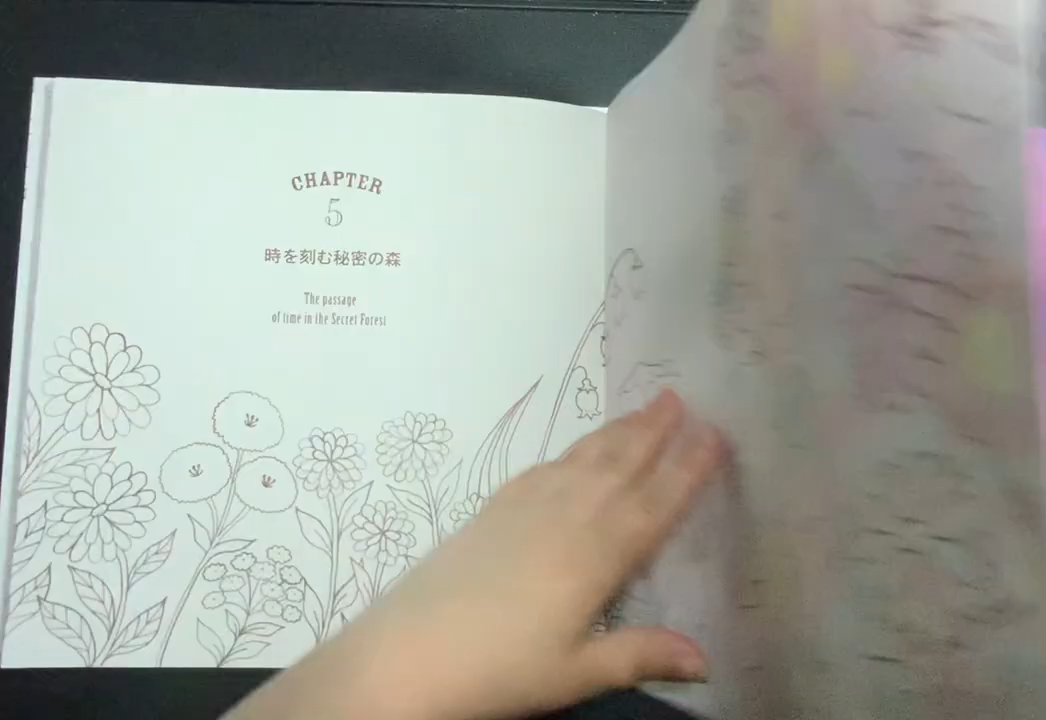 CHAPTER
5
時を刻む秘密の森
The passage
of time in the Secret Forest